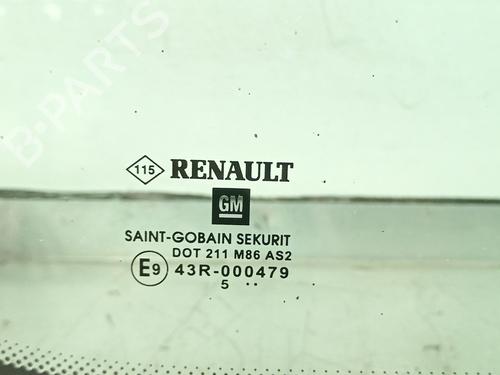 B-PARTS
115 RENAULT
GM
SAINT-GOBAIN SEKURIT
DOT 211 M86 AS2
E9 43R-000479
5 ..